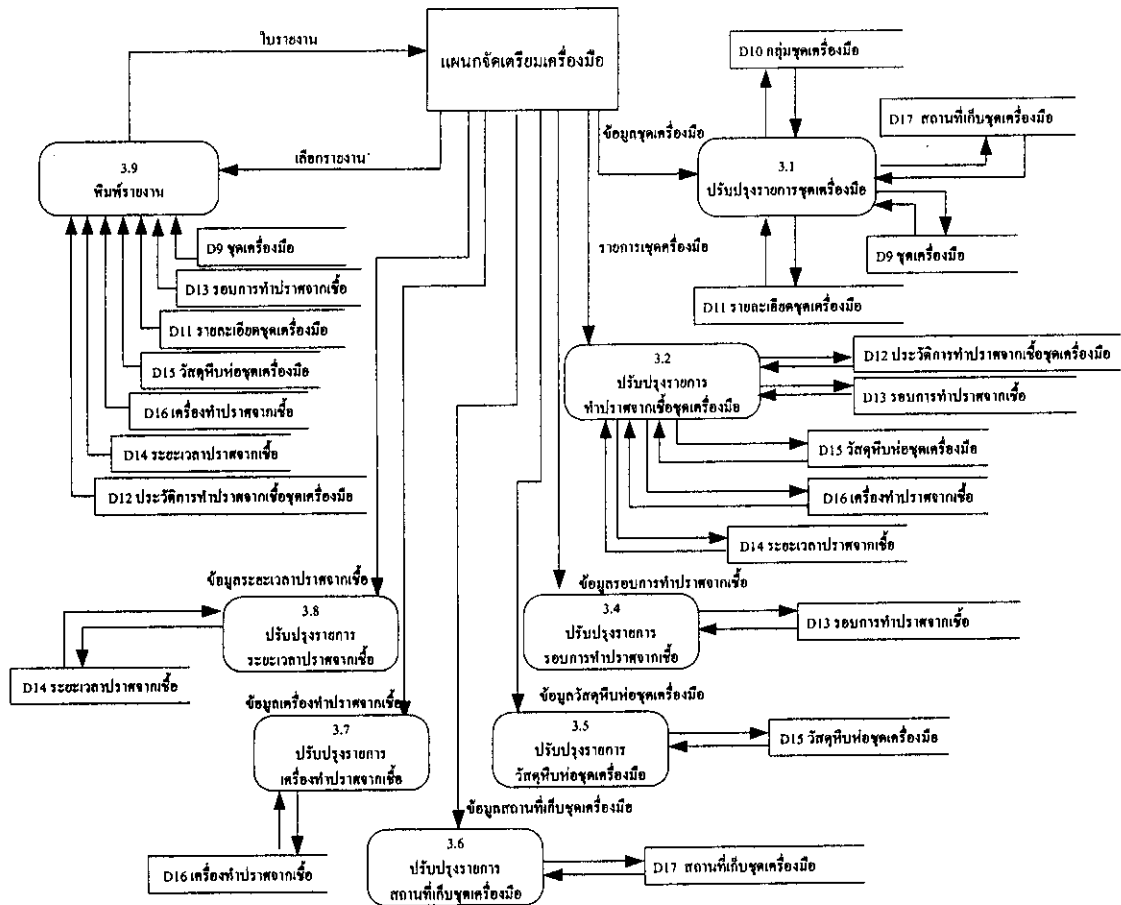 ใบรายงาน
แผนกจัดเตรียมเครื่องมือ
D10 กลุ่มชุดเครื่องมือ
ข้อมูลชุดเครื่องมือ
D17 สถานที่เก็บชุดเครื่องมือ
เลือกรายงาน
3.9
พิมพ์รายงาน
3.1
ปรับปรุงรายการชุดเครื่องมือ
D9 ชุดเครื่องมือ
รายการเชุดครื่องมือ
D9 ชุดเครื่องมือ
D13 รอบการทำปราศจากเชื้อ
D11 รายละเอียดชุดเครื่องมือ
D11 รายละเอียดชุดเครื่องมือ
D15 วัสดุหีบห่อชุดเครื่องมือ
D16 เครื่องทำปราศจากเชื้อ
D14 ระยะเวลาปราศจากเชื้อ
D12 ประวัติการทำปราศจากเชื้อชุดเครื่องมือ
3.2
ปรับปรุงรายการ
ทำปราศจากเชื้อชุดเครื่องมือ
D12 ประวัติการทำปราศจากเชื้อชุดเครื่องมือ
D13 รอบการทำปราศจากเชื้อ
D15 วัสดุหีบห่อชุดเครื่องมือ
D16 เครื่องทำปราศจากเชื้อ
D14 ระยะเวลาปราศจากเชื้อ
ข้อมูลระยะเวลาปราศจากเชื้อ
3.8
ปรับปรุงรายการ
ระยะเวลาปราศจากเชื้อ
D14 ระยะเวลาปราศจากเชื้อ
ข้อมูลรอบการทำปราศจากเชื้อ
3.4
ปรับปรุงรายการ
รอบการทำปราศจากเชื้อ
D13 รอบการทำปราศจากเชื้อ
ข้อมูลเครื่องทำปราศจากเชื้อ
3.7
ปรับปรุงรายการ
เครื่องทำปราศจากเชื้อ
D16 เครื่องทำปราศจากเชื้อ
ข้อมูลวัสดุหีบห่อชุดเครื่องมือ
3.5
ปรับปรุงรายการ
วัสดุหีบห่อชุดเครื่องมือ
D15 วัสดุหีบห่อชุดเครื่องมือ
ข้อมูลสถานที่เก็บชุดเครื่องมือ
3.6
ปรับปรุงรายการ
สถานที่เก็บชุดเครื่องมือ
D17 สถานที่เก็บชุดเครื่องมือ